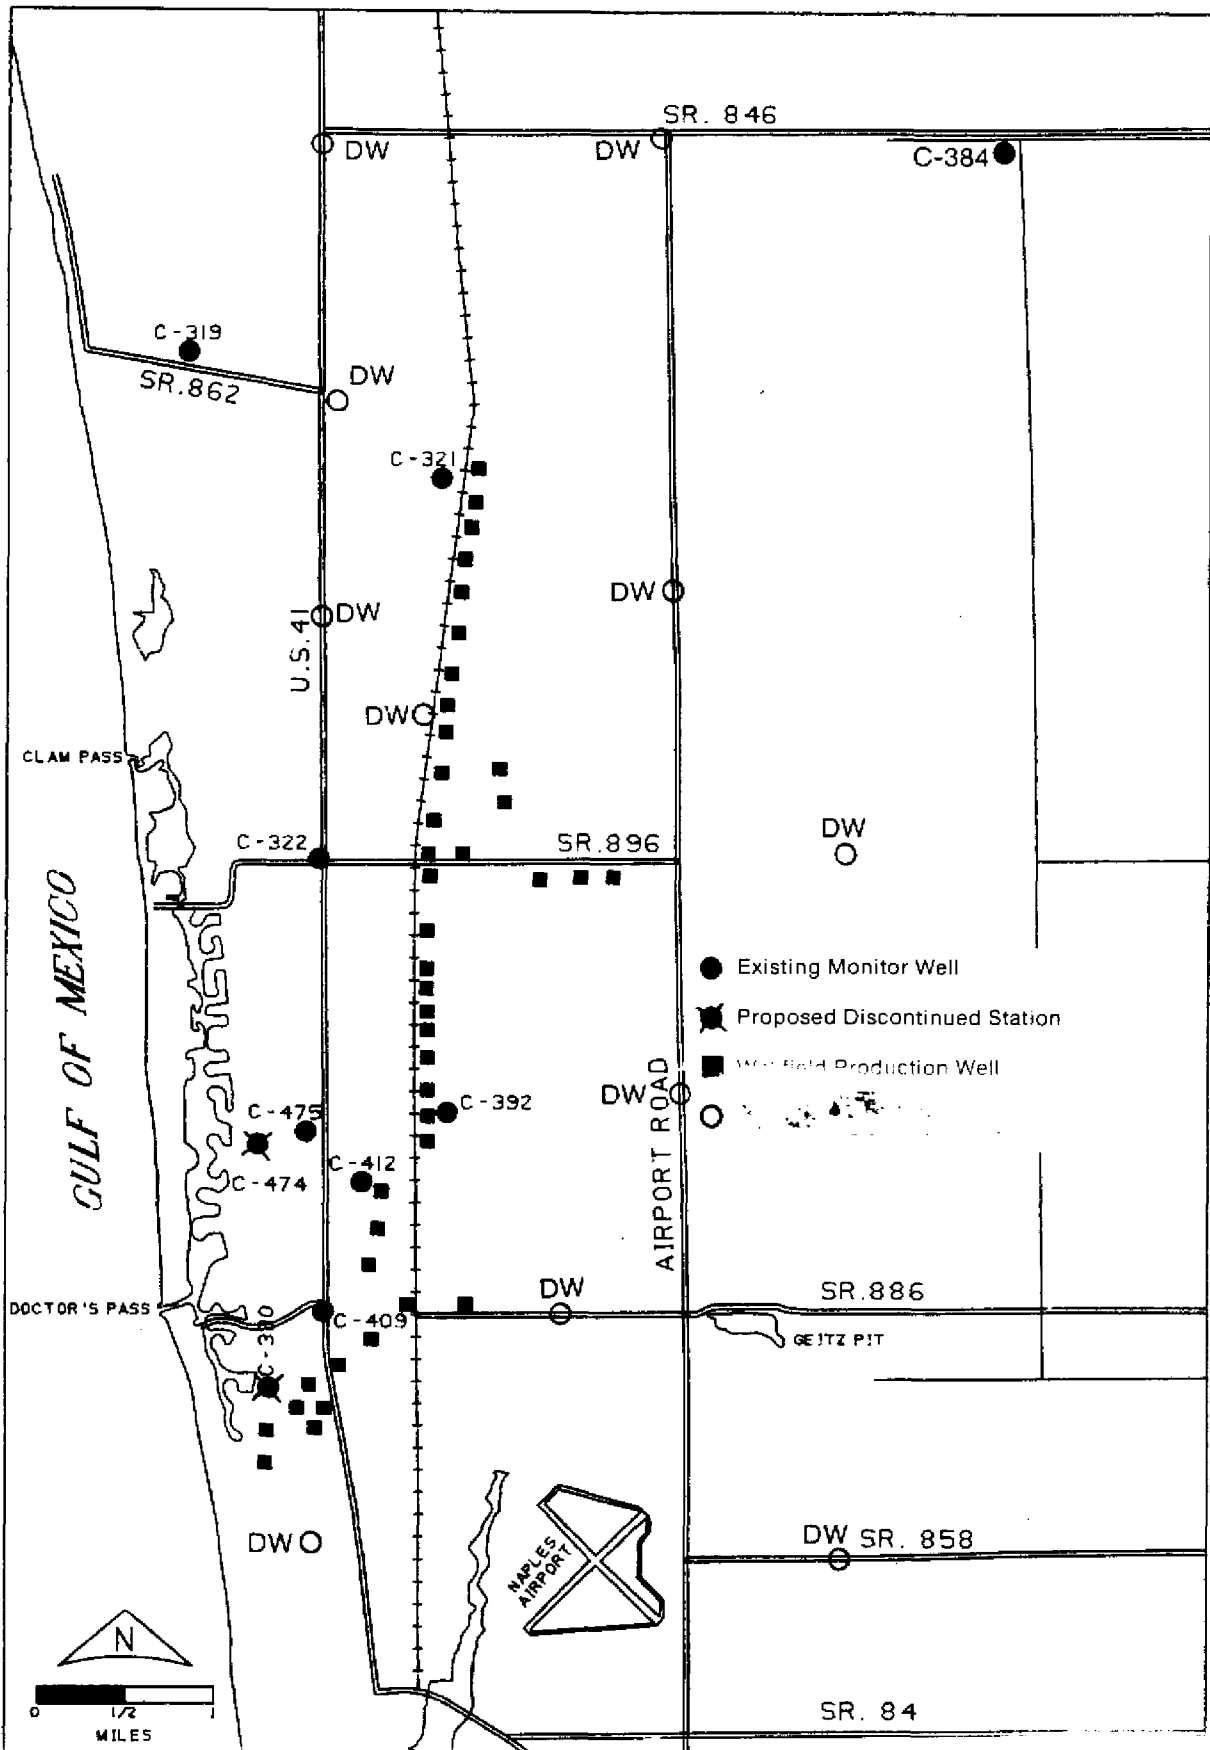 SR. 846
DW
DW
C-384
C-319
SR.862
DW
C-321
DW
DW
U.S.41
DW
CLAM PASS
C-322
SR.896
DW
GULF OF MEXICO
Existing Monitor Well
Proposed Discontinued Station
Production Well
DW
AIRPORT ROAD
C-392
C-475
C-412
C-474
DW
SR.886
DOCTOR'S PASS
C-409
GEITZ PIT
DW
NAPLES
AIRPORT
DW
SR. 858
N
0 1/2 1
MILES
SR. 84